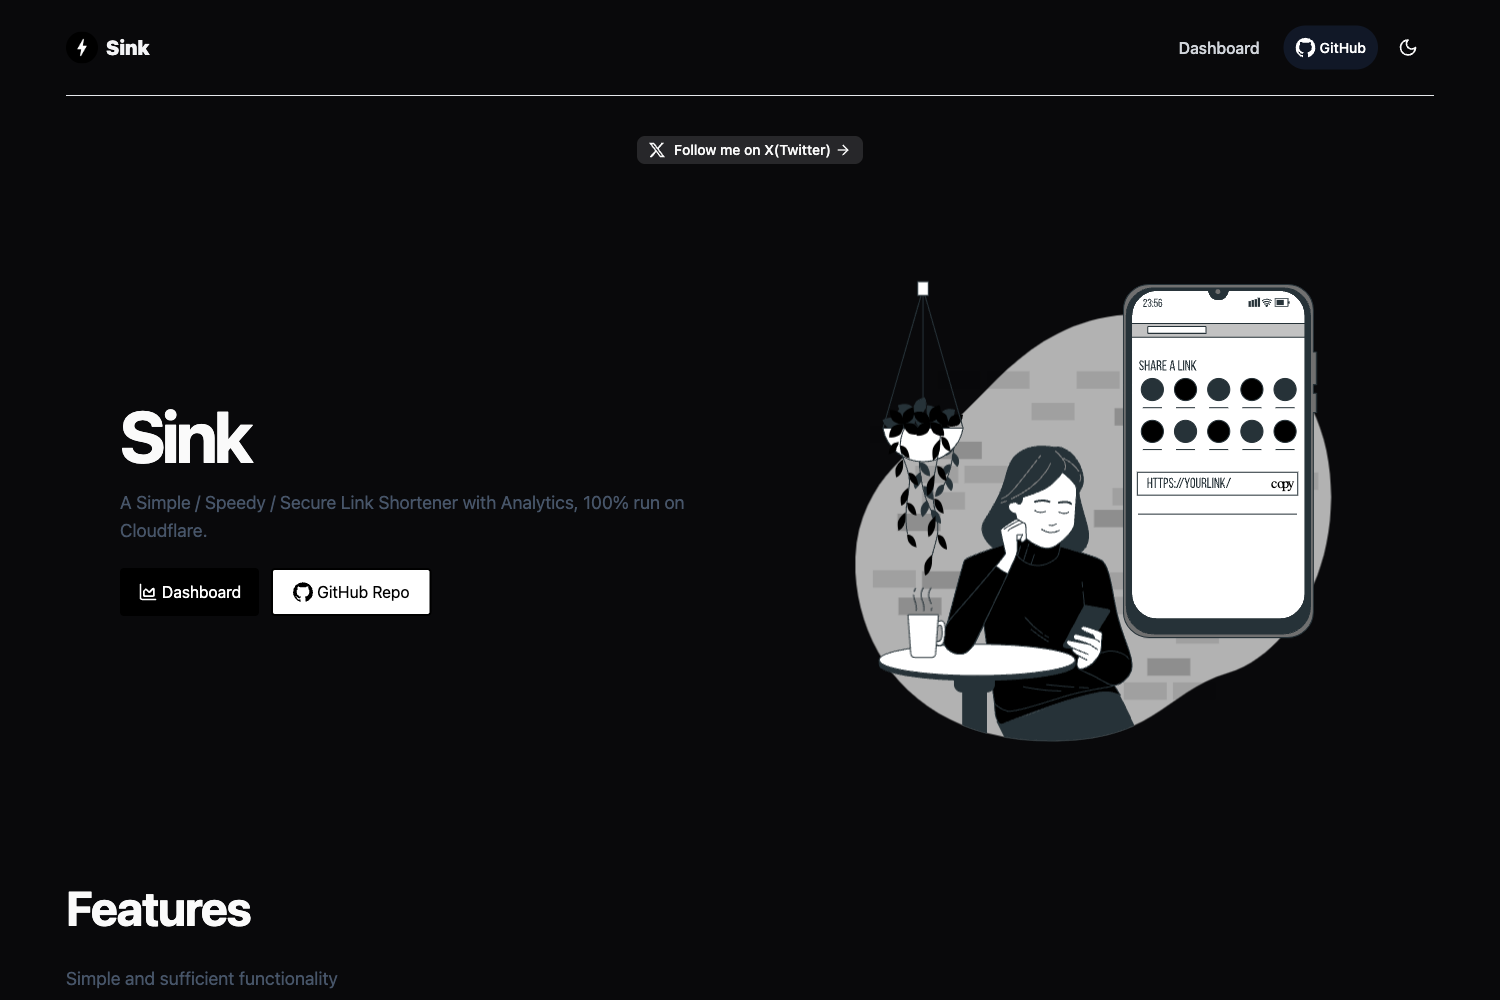 Sink
Dashboard
GitHub
Follow me on X(Twitter)
23:56
SHARE A LINK
HTTPS://YOURLINK/
copy
Sink
A Simple / Speedy / Secure Link Shortener with Analytics, 100% run on
Cloudflare.
Dashboard
GitHub Repo
Features
Simple and sufficient functionality